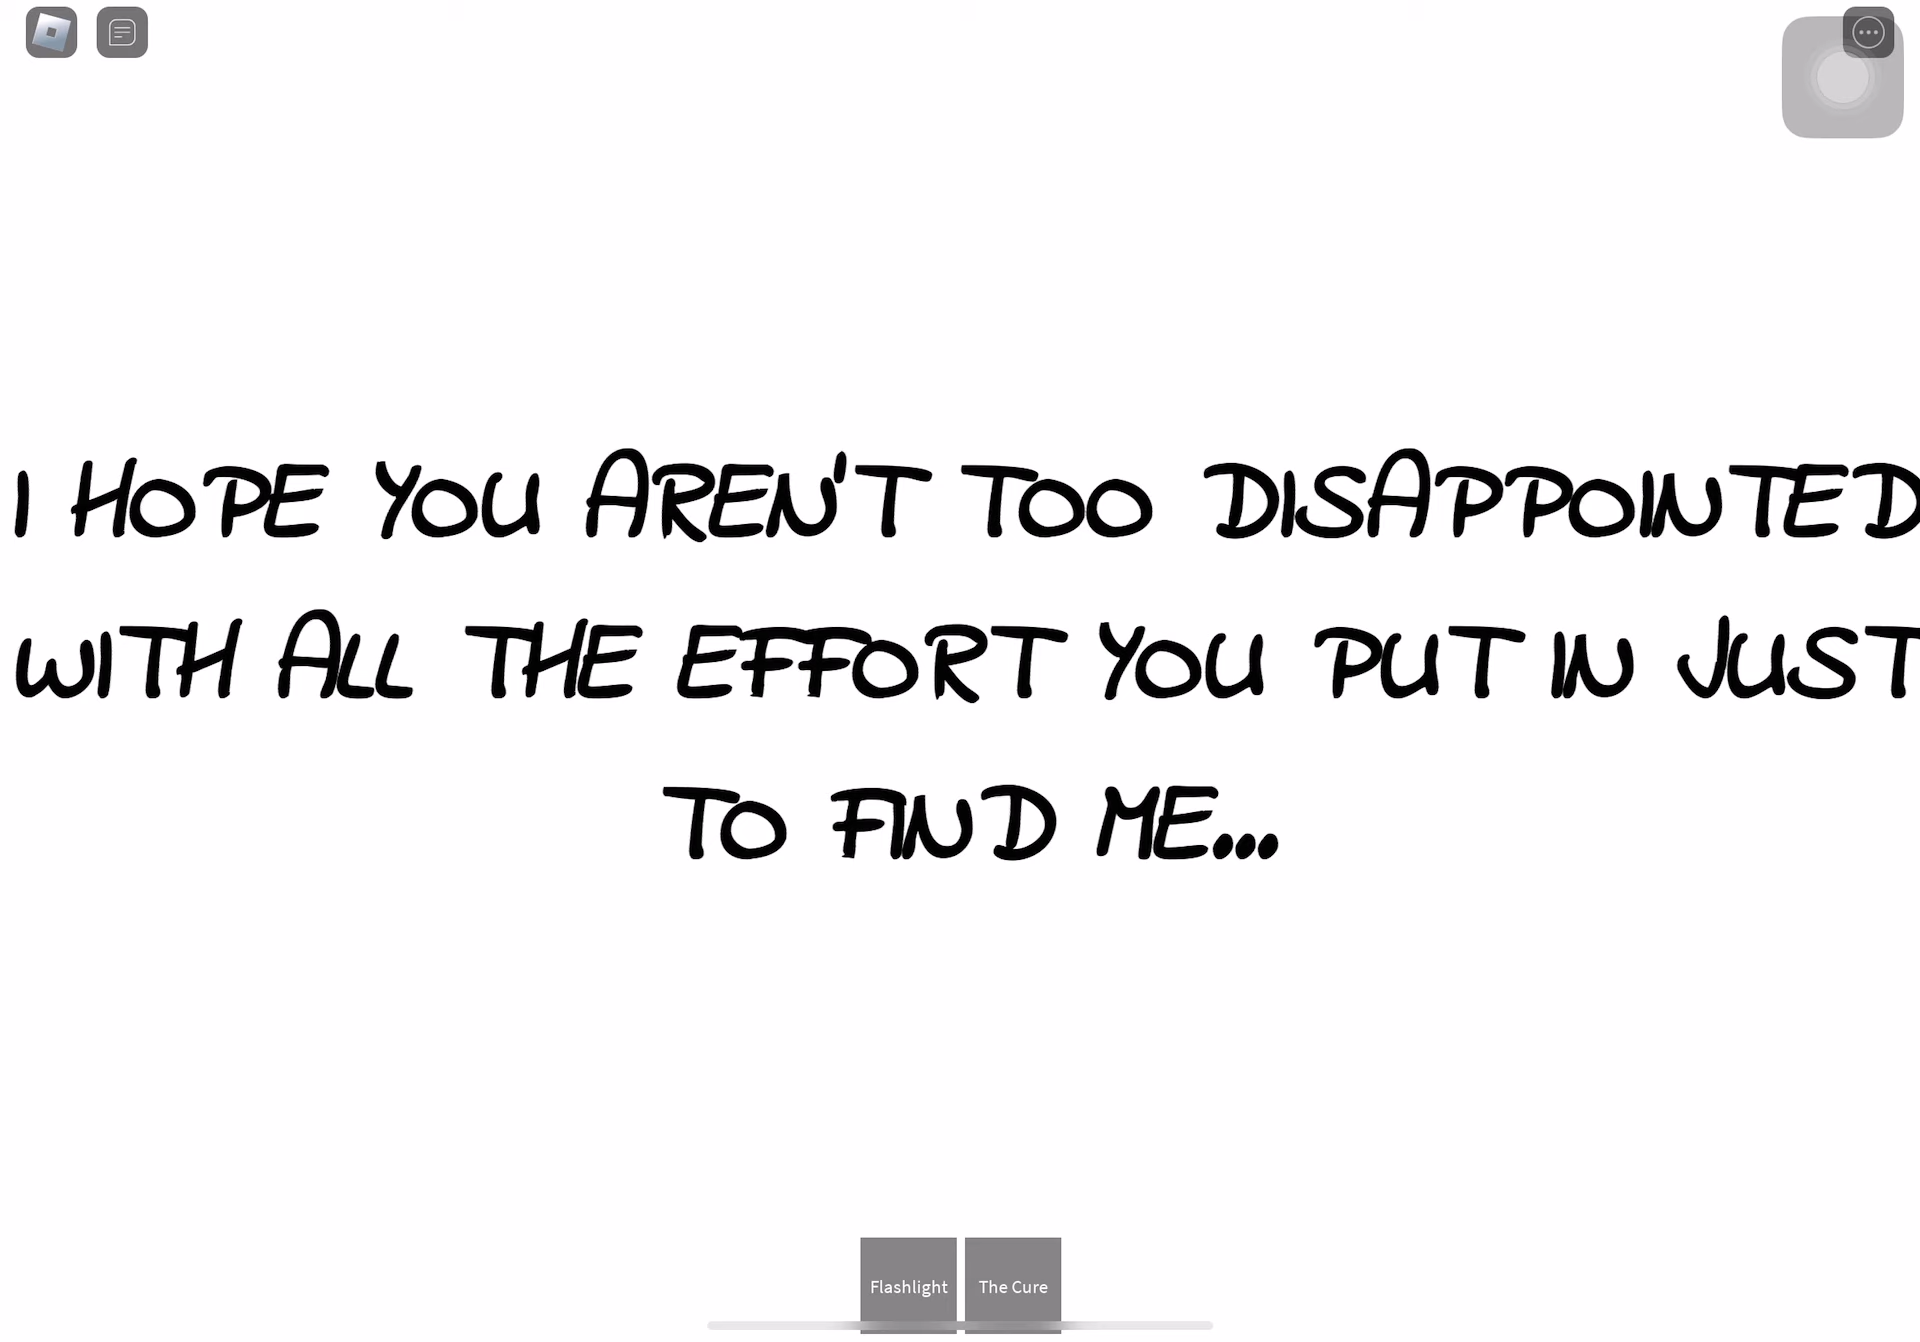 I HOPE YOU AREN'T TOO DISAPPOINTED
WITH ALL THE EFFORT YOU PUT IN JUST
TO FIND ME...
Flashlight
The Cure